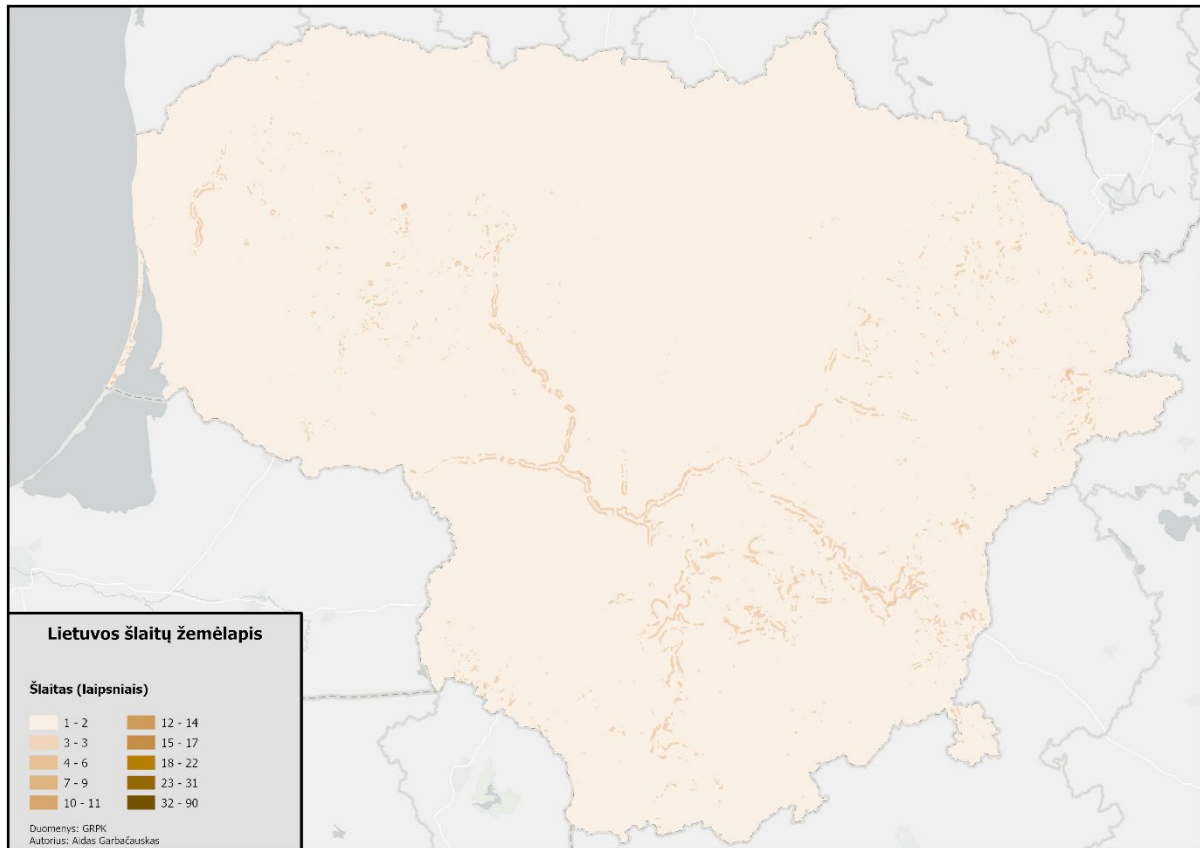 Lietuvos šlaitų žemėlapis
Šlaitas (laipsniais)
1 - 2
3 - 3
4 - 6
7 - 9
10 - 11
12 - 14
15 - 17
18 - 22
23 - 31
32 - 90
Duomenys: GRPK
Autorius: Aidas Garbačauskas